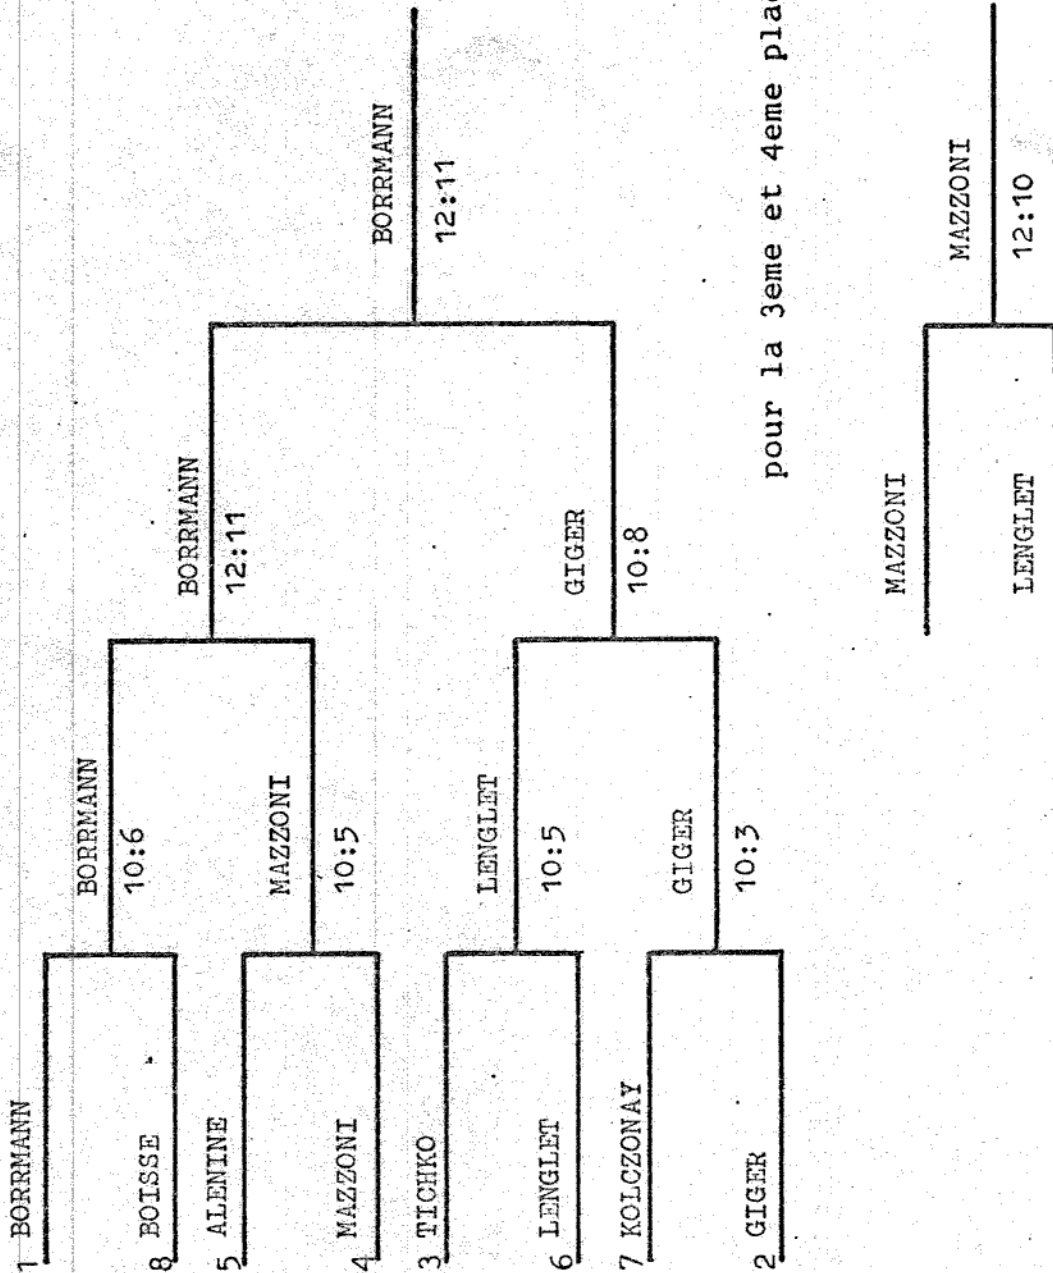 1 BORRMANN
8 BOISSE
5 ALENINE
4 MAZZONI
3 TICHKO
6 LENGLET
7 KOLCZONAY
2 GIGER
BORRMANN
10:6
MAZZONI
10:5
LENGLET
10:5
GIGER
10:3
BORRMANN
12:11
GIGER
10:8
BORRMANN
12:11
pour la 3eme et 4eme plac
MAZZONI
LENGLET
MAZZONI
12:10